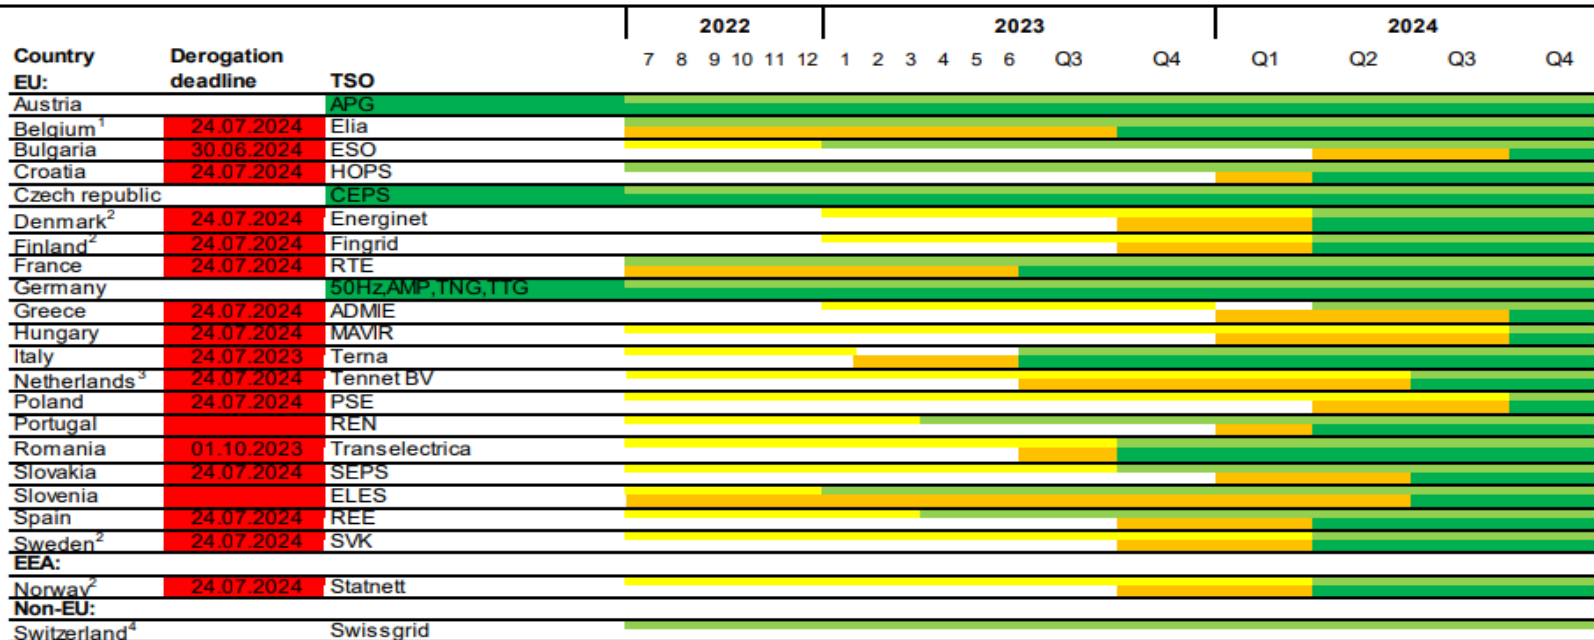 2022 2023 2024
Country Derogation 7 8 9 10 11 12 1 2 3 4 5 6 Q3 Q4 Q1 Q2 Q3 Q4
EU: deadline TSO
Austria APG
Belgium¹ 24.07.2024 Elia
Bulgaria 30.06.2024 ESO
Croatia 24.07.2024 HOPS
Czech republic CEPS
Denmark² 24.07.2024 Energinet
Finland² 24.07.2024 Fingrid
France 24.07.2024 RTE
Germany 50Hz,AMP,TNG,TTG
Greece 24.07.2024 ADMIE
Hungary 24.07.2024 MAVIR
Italy 24.07.2023 Terna
Netherlands³ 24.07.2024 Tennet BV
Poland 24.07.2024 PSE
Portugal REN
Romania 01.10.2023 Transelectrica
Slovakia 24.07.2024 SEPS
Slovenia ELES
Spain 24.07.2024 REE
Sweden² 24.07.2024 SVK
EEA:
Norway² 24.07.2024 Statnett
Non-EU:
Switzerland⁴ Swissgrid